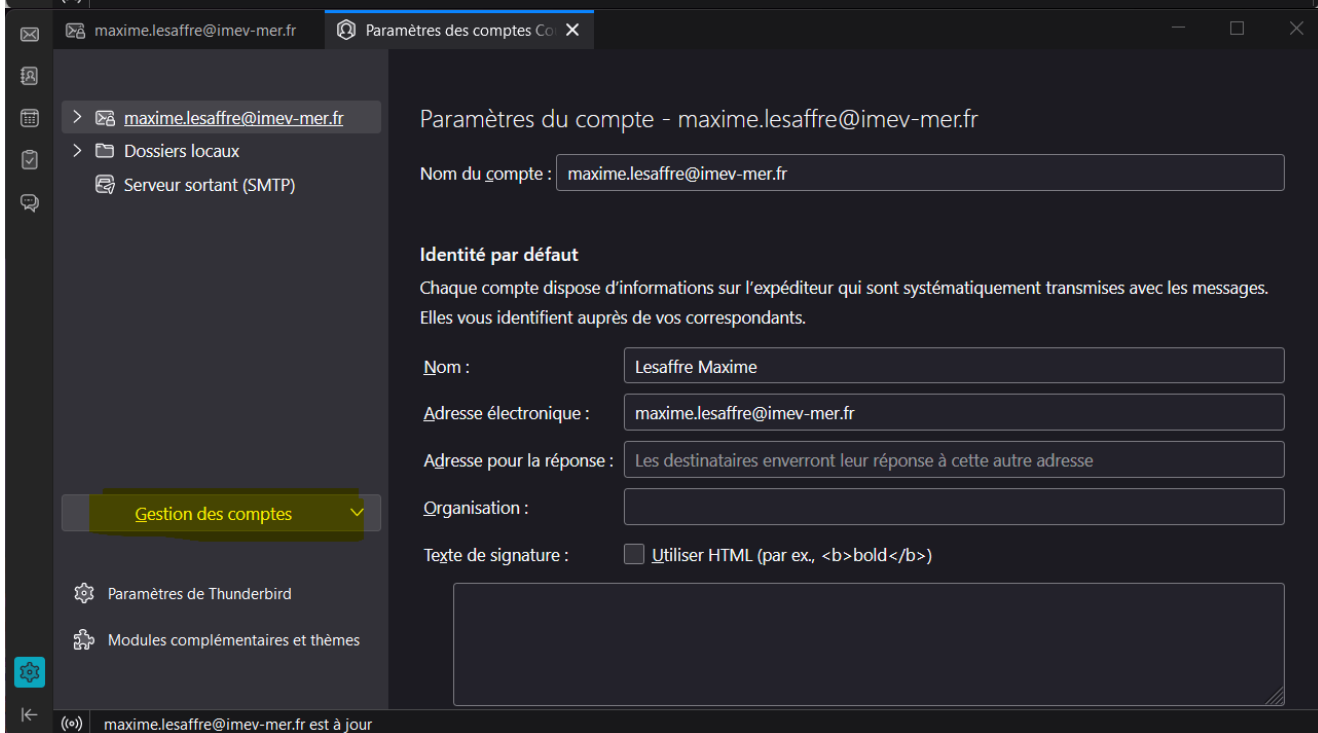 maxime.lesaffre@imev-mer.fr
Paramètres des comptes Co
maxime.lesaffre@imev-mer.fr
Dossiers locaux
Serveur sortant (SMTP)
Gestion des comptes
Paramètres de Thunderbird
Modules complémentaires et thèmes
Paramètres du compte - maxime.lesaffre@imev-mer.fr
Nom du compte : maxime.lesaffre@imev-mer.fr
Identité par défaut
Chaque compte dispose d’informations sur l’expéditeur qui sont systématiquement transmises avec les messages.
Elles vous identifient auprès de vos correspondants.
Nom : Lesaffre Maxime
Adresse électronique : maxime.lesaffre@imev-mer.fr
Adresse pour la réponse : Les destinataires enverront leur réponse à cette autre adresse
Organisation :
Texte de signature : Utiliser HTML (par ex., <b>bold</b>)
maxime.lesaffre@imev-mer.fr est à jour